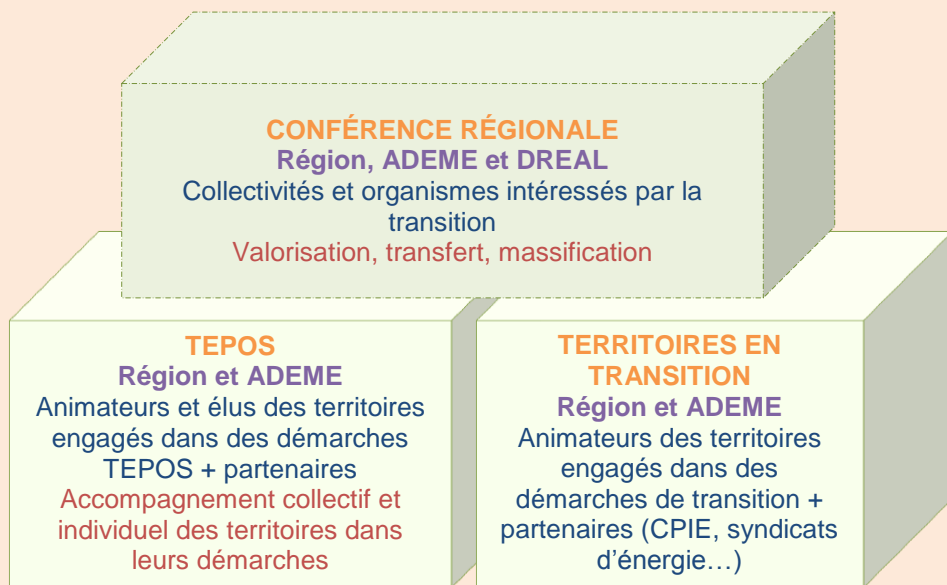 CONFÉRENCE RÉGIONALE
Région, ADEME et DREAL
Collectivités et organismes intéressés par la
transition
Valorisation, transfert, massification
TEPOS
Région et ADEME
Animateurs et élus des territoires
engagés dans des démarches
TEPOS + partenaires
Accompagnement collectif et
individuel des territoires dans
leurs démarches
TERRITOIRES EN
TRANSITION
Région et ADEME
Animateurs des territoires
engagés dans des
démarches de transition +
partenaires (CPIE, syndicats
d’énergie…)